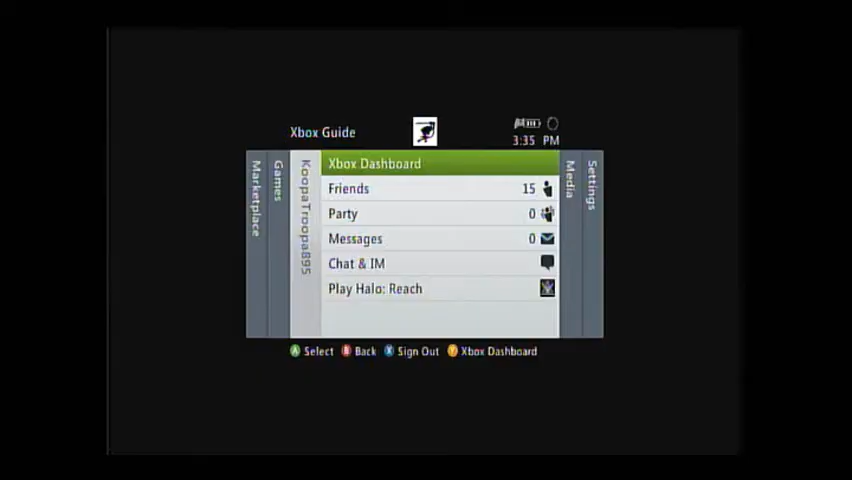 Xbox Guide
3:35 PM
Marketplace
Games
KoopaTroopa895
Xbox Dashboard
Friends 15
Party 0
Messages 0
Chat & IM
Play Halo: Reach
Media
Settings
A Select B Back X Sign Out Y Xbox Dashboard